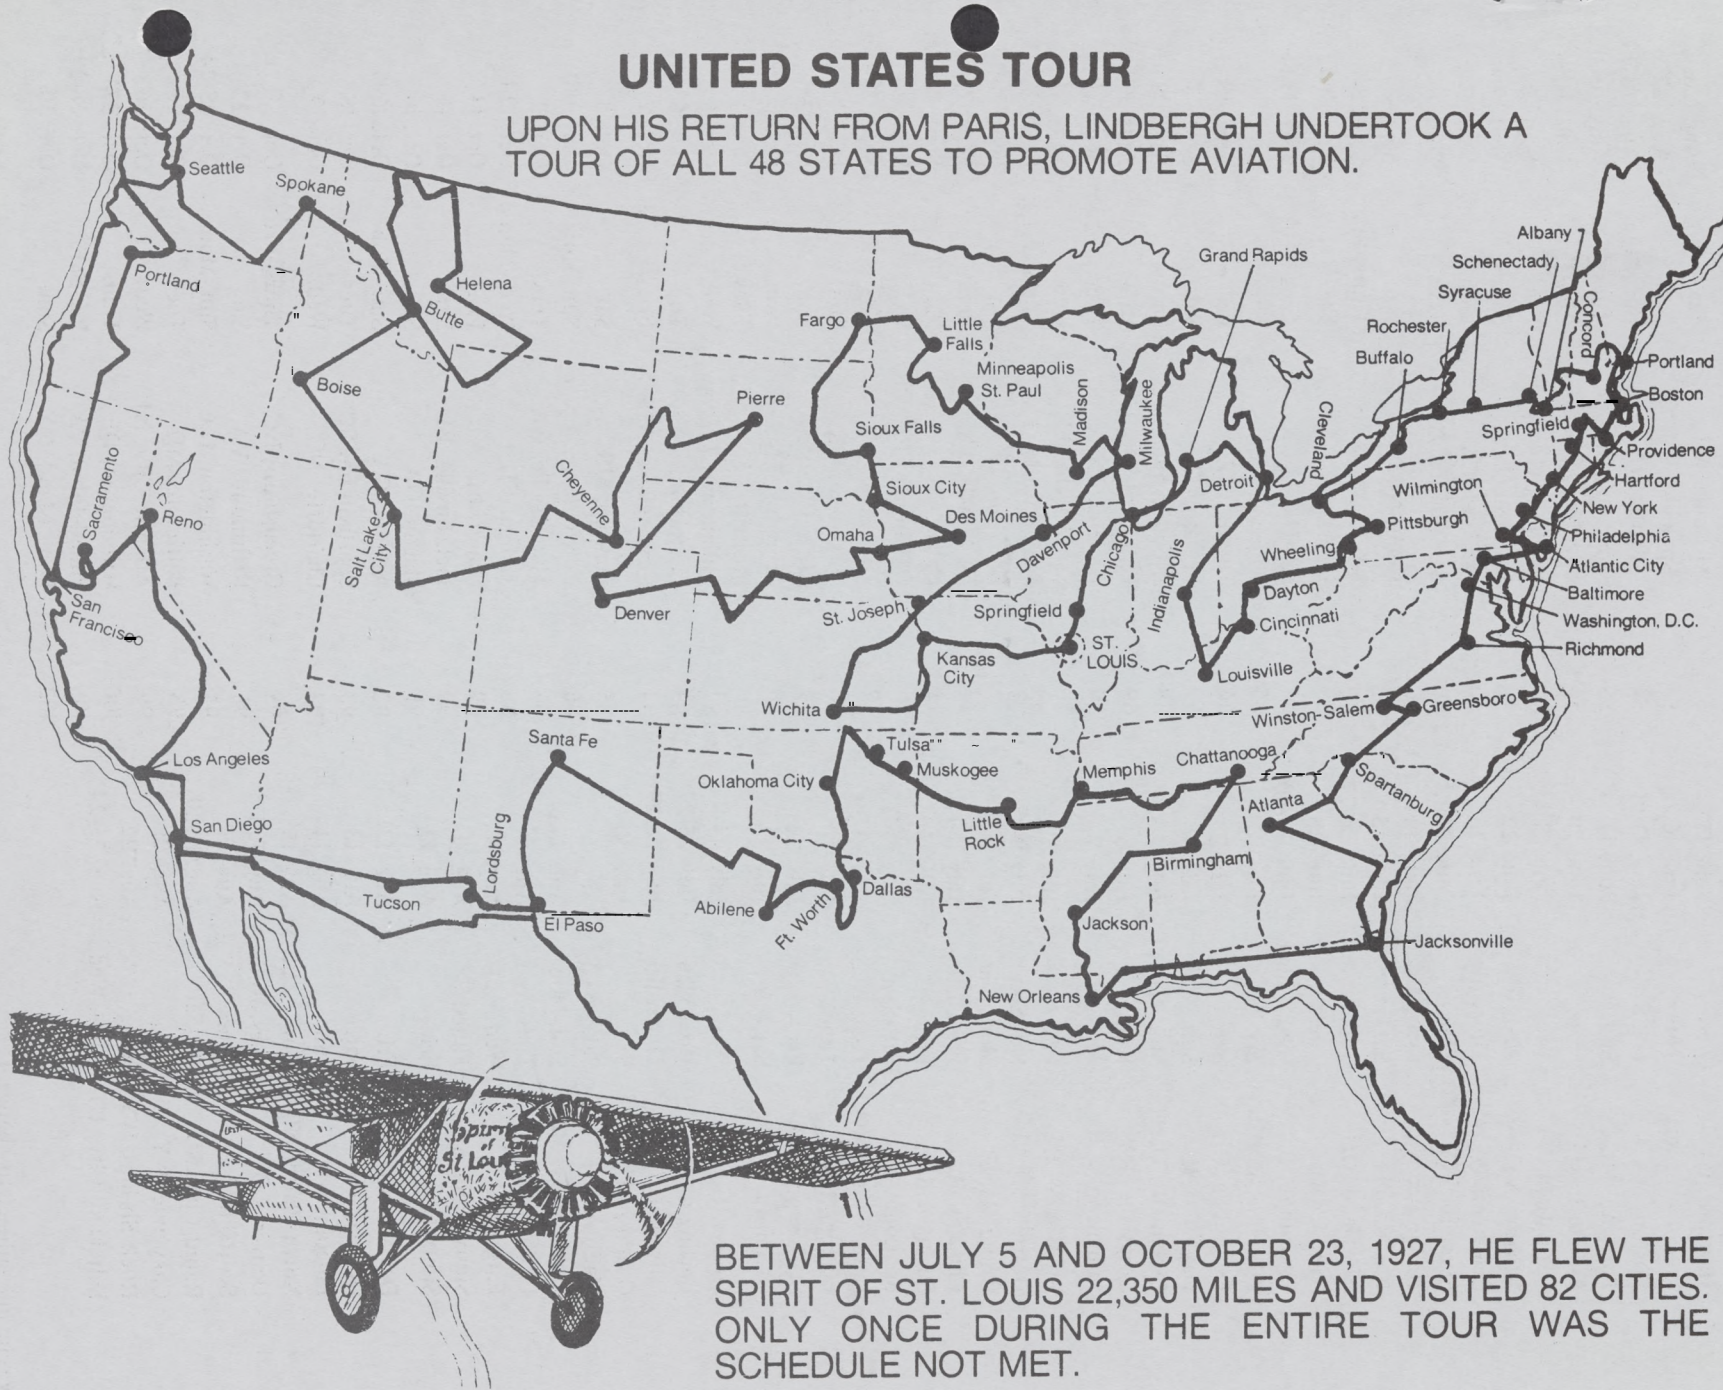 UNITED STATES TOUR
UPON HIS RETURN FROM PARIS, LINDBERGH UNDERTOOK A
TOUR OF ALL 48 STATES TO PROMOTE AVIATION.
Seattle
Spokane
Portland
Helena
Butte
Boise
Fargo
Little
Falls
Minneapolis
St. Paul
Madison
Milwaukee
Grand Rapids
Albany
Schenectady
Syracuse
Rochester
Buffalo
Concord
Portland
Boston
Cleveland
Springfield
Providence
Hartford
New York
Philadelphia
Atlantic City
Baltimore
Washington, D.C.
Richmond
Wilmington
Pittsburgh
Wheeling
Detroit
Dayton
Cincinnati
Louisville
Indianapolis
Chicago
Davenport
Des Moines
Pierre
Sioux Falls
Sioux City
Omaha
Cheyenne
Sacramento
Reno
Salt Lake
City
San
Francisco
Denver
St. Joseph
Springfield
ST.
LOUIS
Kansas
City
Wichita
Winston-Salem
Greensboro
Los Angeles
Santa Fe
Tulsa
Muskogee
Oklahoma City
Memphis
Chattanooga
Spartanburg
Atlanta
Little
Rock
Birmingham
San Diego
Lordsburg
Tucson
El Paso
Abilene
Ft. Worth
Dallas
Jackson
Jacksonville
New Orleans
Spirit
of
St. Louis
BETWEEN JULY 5 AND OCTOBER 23, 1927, HE FLEW THE
SPIRIT OF ST. LOUIS 22,350 MILES AND VISITED 82 CITIES.
ONLY ONCE DURING THE ENTIRE TOUR WAS THE
SCHEDULE NOT MET.